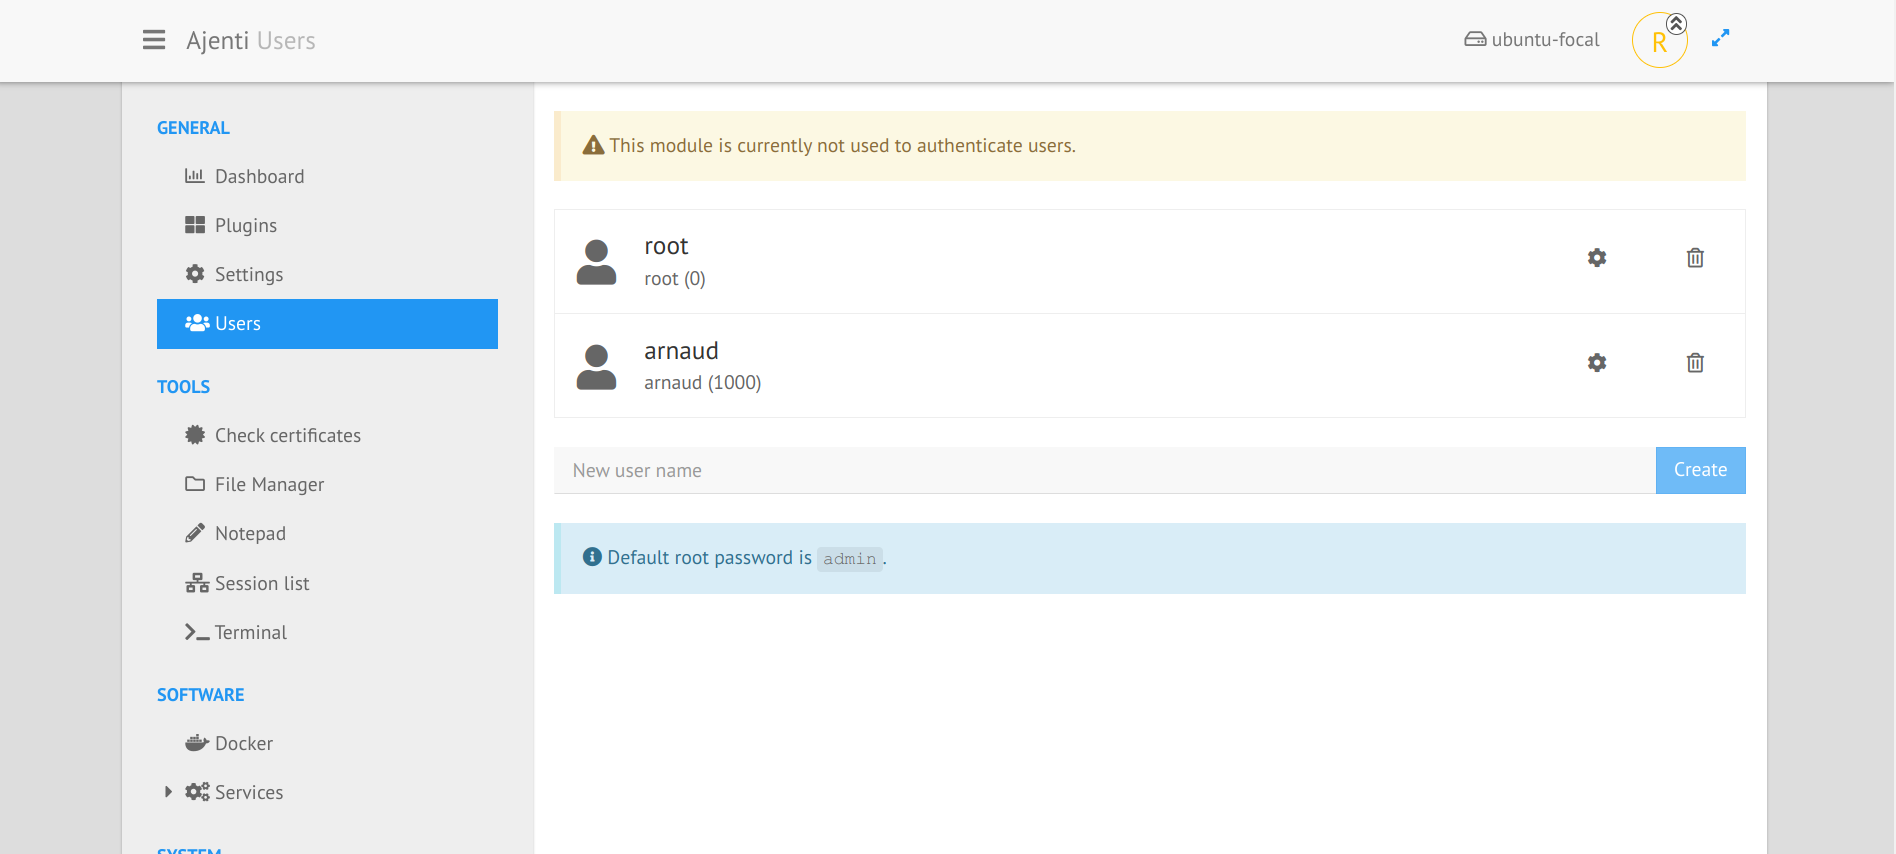 Ajenti Users
ubuntu-focal
R
GENERAL
Dashboard
Plugins
Settings
Users
TOOLS
Check certificates
File Manager
Notepad
Session list
Terminal
SOFTWARE
Docker
Services
SYSTEM
This module is currently not used to authenticate users.
root
root (0)
arnaud
arnaud (1000)
New user name
Create
Default root password is admin.